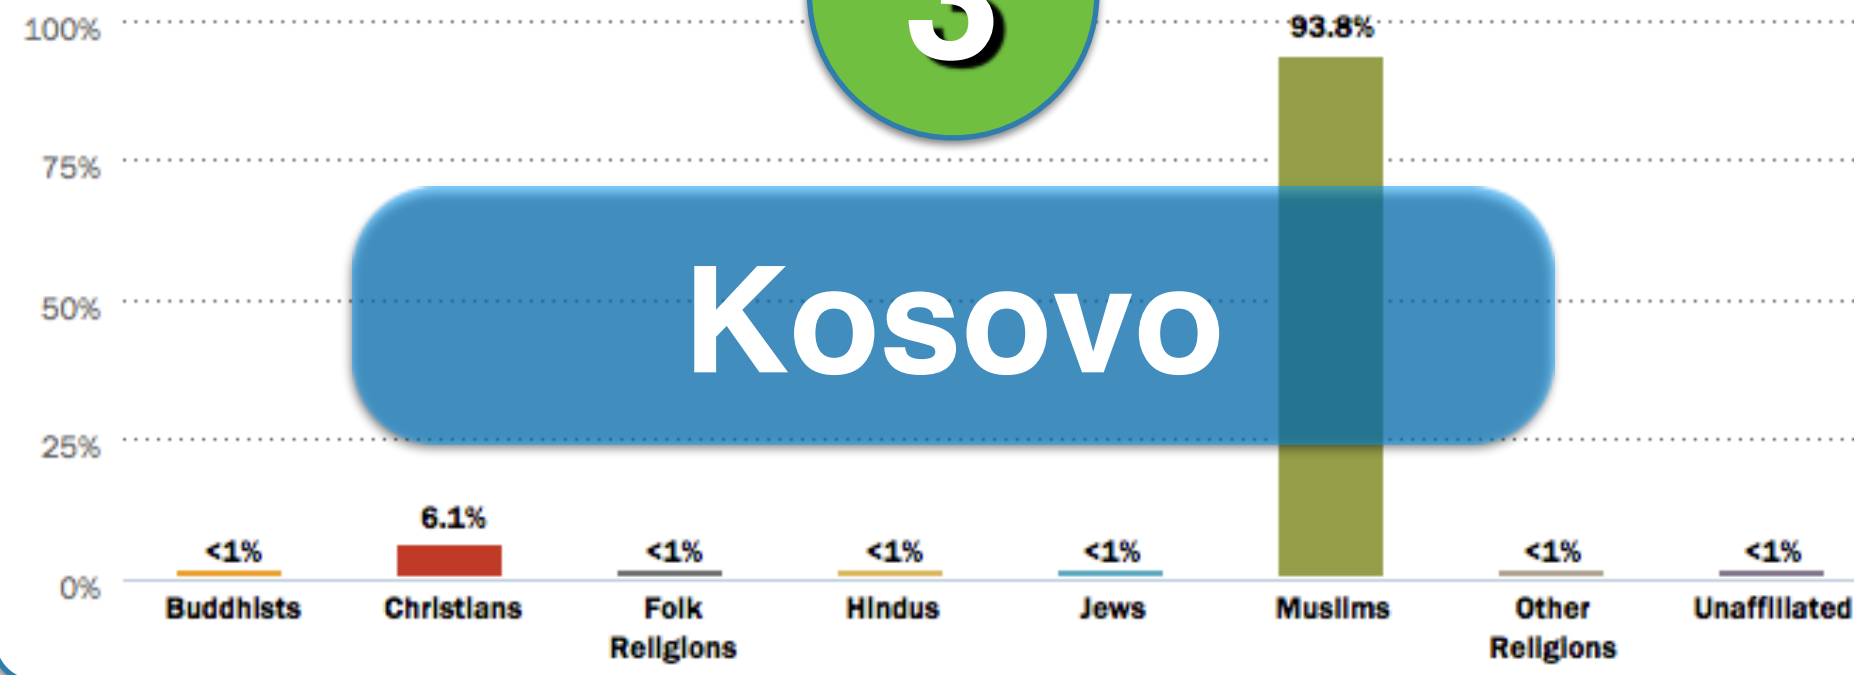 3
100%
93.8%
75%
Kosovo
50%
25%
6.1%
<1% <1% <1% <1% <1% <1%
0%
Buddhists Christians Folk Religions Hindus Jews Muslims Other Religions Unaffiliated